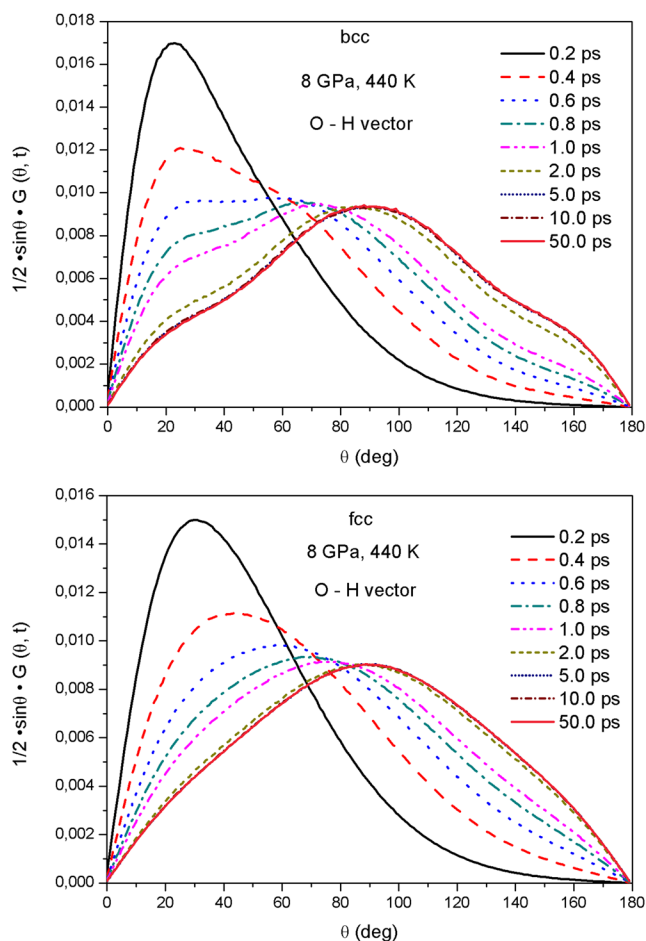 bcc
8 GPa, 440 K
O - H vector
0.2 ps
0.4 ps
0.6 ps
0.8 ps
1.0 ps
2.0 ps
5.0 ps
10.0 ps
50.0 ps
1/2 •sinθ • G (θ, t)
0,018
0,016
0,014
0,012
0,010
0,008
0,006
0,004
0,002
0,000
0 20 40 60 80 100 120 140 160 180
θ (deg)
fcc
8 GPa, 440 K
O - H vector
0.2 ps
0.4 ps
0.6 ps
0.8 ps
1.0 ps
2.0 ps
5.0 ps
10.0 ps
50.0 ps
1/2 •sinθ • G (θ, t)
0,016
0,014
0,012
0,010
0,008
0,006
0,004
0,002
0,000
0 20 40 60 80 100 120 140 160 180
θ (deg)